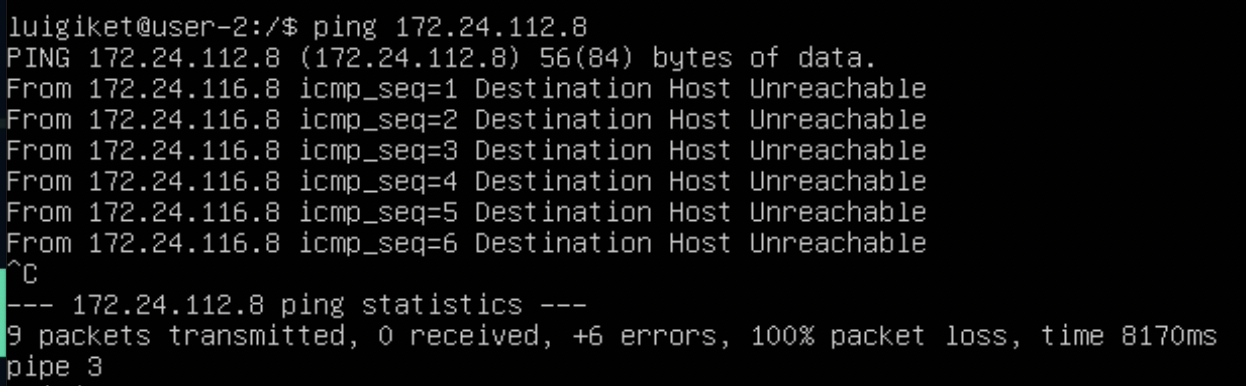 luigiket@user-2:/$ ping 172.24.112.8
PING 172.24.112.8 (172.24.112.8) 56(84) bytes of data.
From 172.24.116.8 icmp_seq=1 Destination Host Unreachable
From 172.24.116.8 icmp_seq=2 Destination Host Unreachable
From 172.24.116.8 icmp_seq=3 Destination Host Unreachable
From 172.24.116.8 icmp_seq=4 Destination Host Unreachable
From 172.24.116.8 icmp_seq=5 Destination Host Unreachable
From 172.24.116.8 icmp_seq=6 Destination Host Unreachable
^C
--- 172.24.112.8 ping statistics ---
9 packets transmitted, 0 received, +6 errors, 100% packet loss, time 8170ms
pipe 3